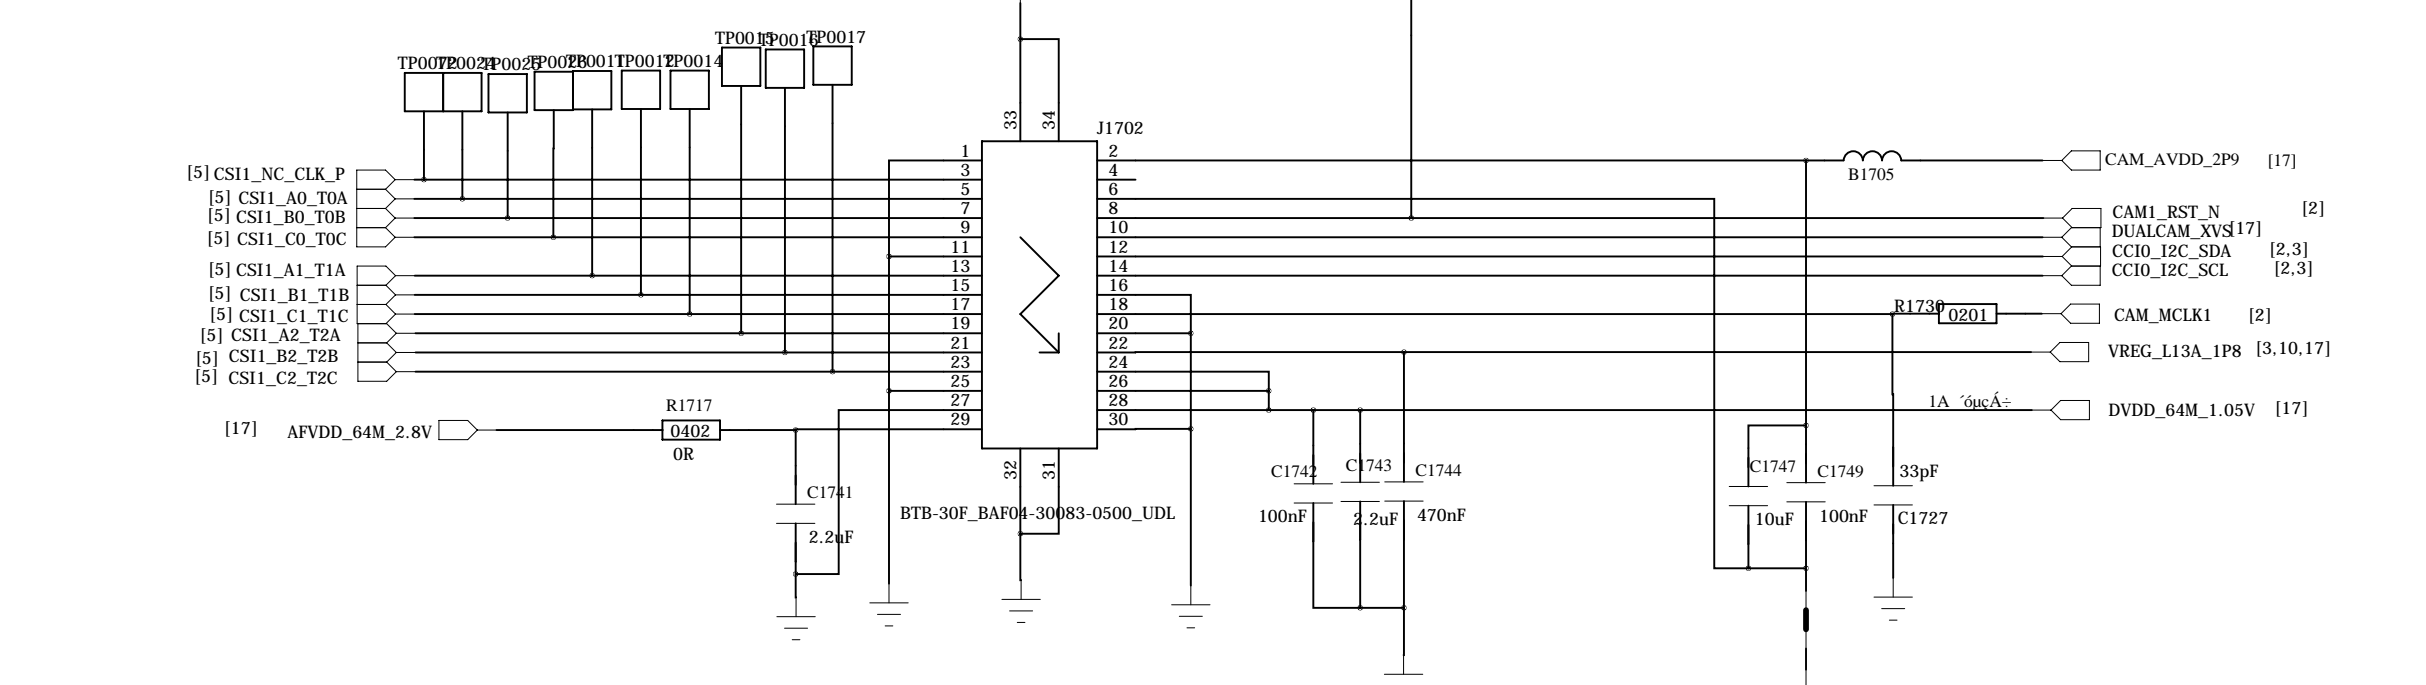 TP0015 TP0016 TP0017
TP0072 TP0024 TP0025 TP0026 TP0011 TP0012 TP0014
33 34
J1702
[5] CSI1_NC_CLK_P
[5] CSI1_A0_T0A
[5] CSI1_B0_T0B
[5] CSI1_C0_T0C
[5] CSI1_A1_T1A
[5] CSI1_B1_T1B
[5] CSI1_C1_T1C
[5] CSI1_A2_T2A
[5] CSI1_B2_T2B
[5] CSI1_C2_T2C
[17] AFVDD_64M_2.8V
R1717
0402
0R
1 2
3 4
5 6
7 8
9 10
11 12
13 14
15 16
17 18
19 20
21 22
23 24
25 26
27 28
29 30
32 31
BTB-30F_BAF04-30083-0500_UDL
C1741
2.2uF
B1705
CAM_AVDD_2P9 [17]
CAM1_RST_N [2]
DUALCAM_XVS [17]
CCI0_I2C_SDA [2,3]
CCI0_I2C_SCL [2,3]
R1730 0201
CAM_MCLK1 [2]
VREG_L13A_1P8 [3,10,17]
1A ´óµçÁ÷
DVDD_64M_1.05V [17]
C1742
100nF
C1743
2.2uF
C1744
470nF
C1747
10uF
C1749
100nF
33pF
C1727